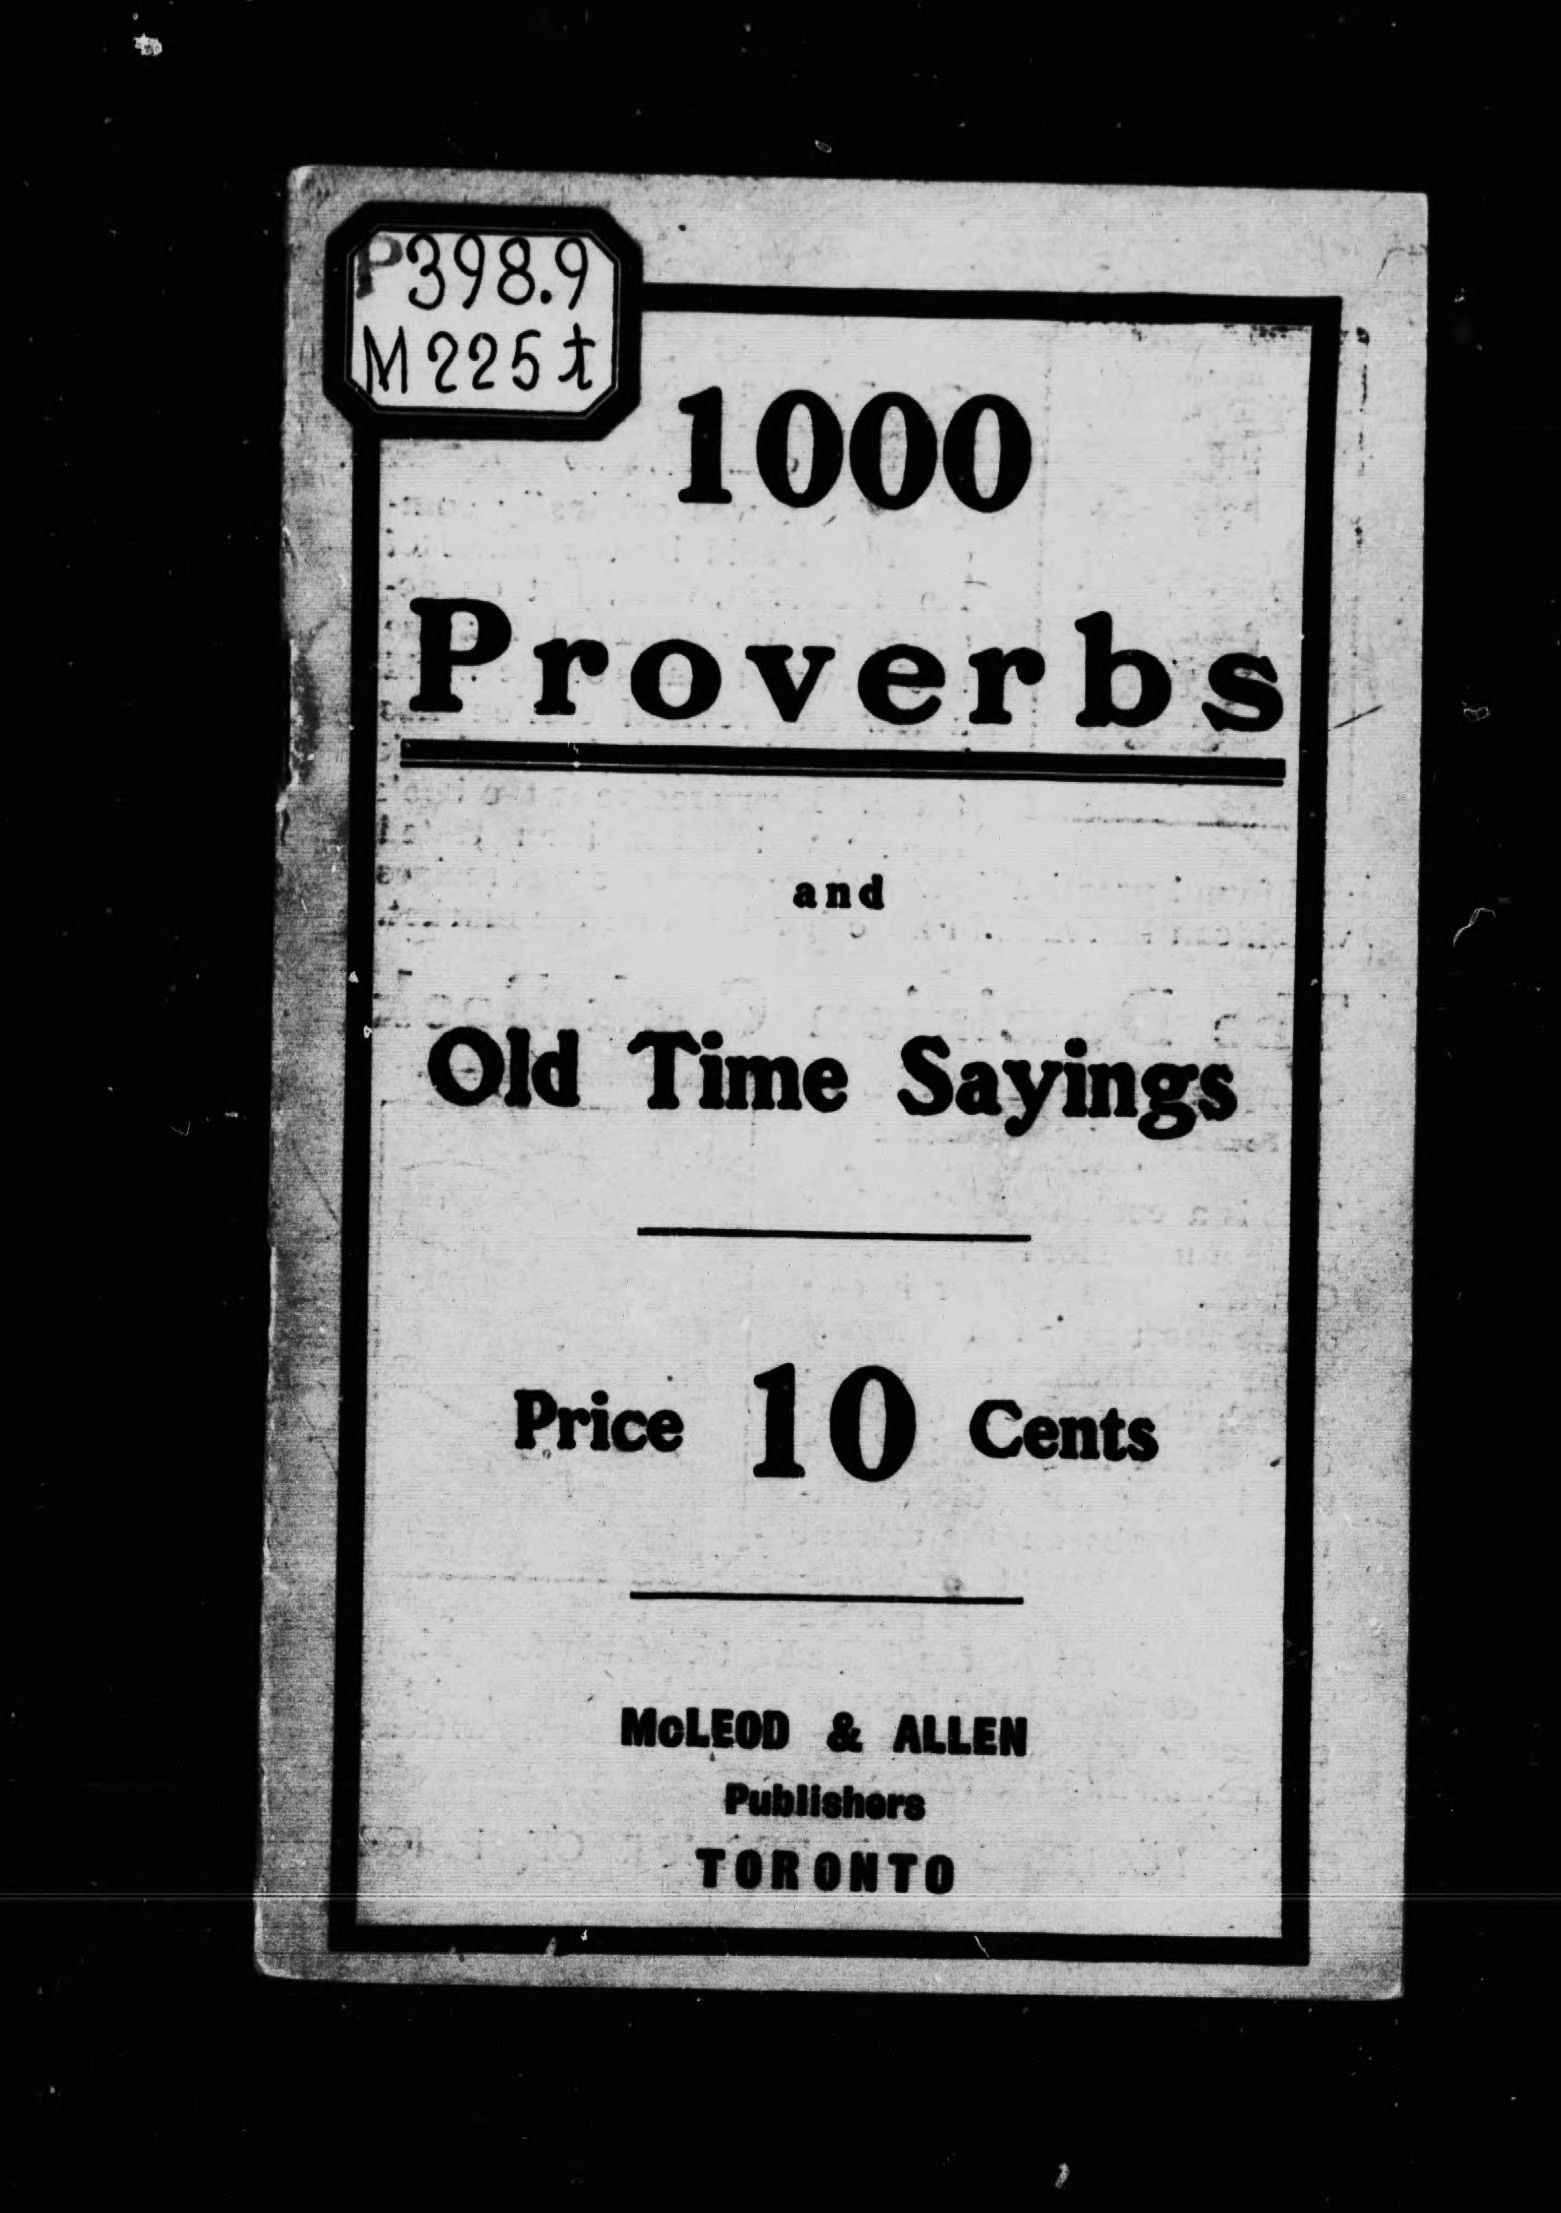 P398.9
M225t
1000
Proverbs
and
Old Time Sayings
Price 10 Cents
McLEOD & ALLEN
Publishers
TORONTO